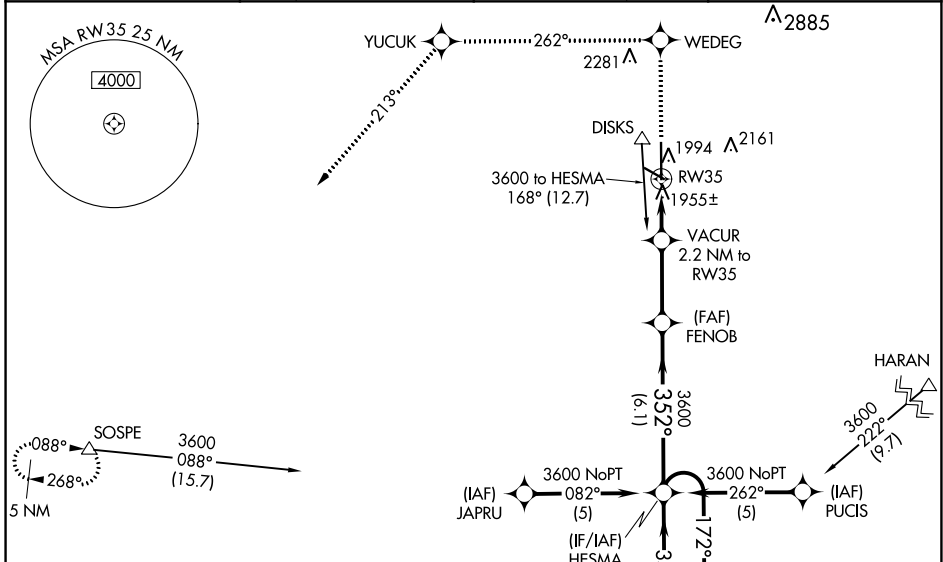 MSA RW35 25 NM
4000
YUCUK
262°
WEDEG
2281
2885
213°
DISKS
1994
2161
RW35
3600 to HESMA
168° (12.7)
1955±
VACUR
2.2 NM to
RW35
(FAF)
FENOB
HARAN
3600
352°
(6.1)
3600
222°
(9.7)
SOSPE
088°
268°
5 NM
3600
088°
(15.7)
(IAF)
JAPRU
3600 NoPT
082°
(5)
3600 NoPT
262°
(5)
(IAF)
PUCIS
(IF/IAF)
HESMA
3
172°